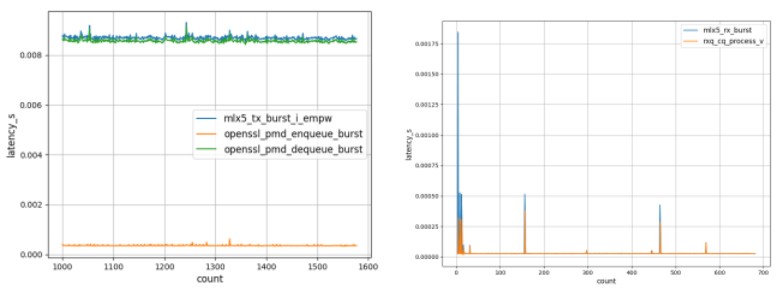 0.008
0.006
0.004
0.002
0.000
latency_s
mlx5_tx_burst_i_empw
openssl_pmd_enqueue_burst
openssl_pmd_dequeue_burst
1000 1100 1200 1300 1400 1500 1600
count
mlx5_rx_burst
rxq_cq_process_v
0.00175
0.00150
0.00125
0.00100
0.00075
0.00050
0.00025
0.00000
latency_s
0 100 200 300 400 500 600 700
count